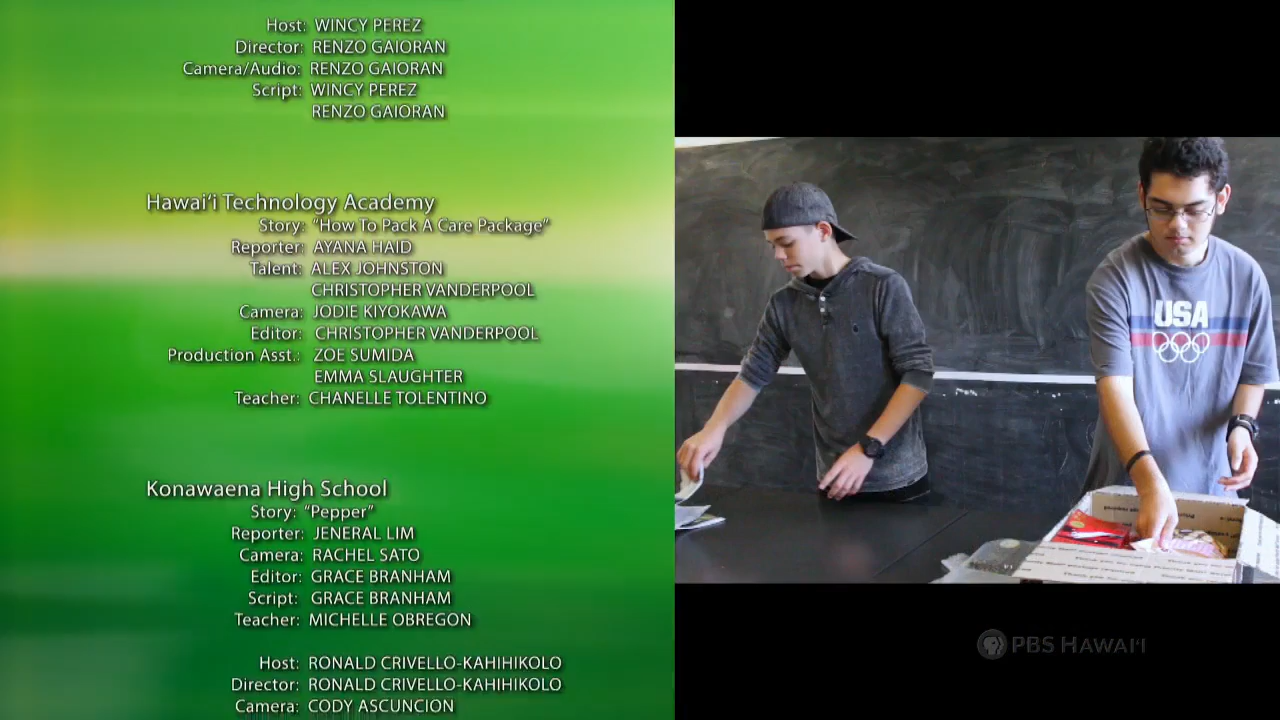 Host: WINCY PEREZ
Director: RENZO GAIORAN
Camera/Audio: RENZO GAIORAN
Script: WINCY PEREZ
RENZO GAIORAN
Hawai‘i Technology Academy
Story: “How To Pack A Care Package”
Reporter: AYANA HAID
Talent: ALEX JOHNSTON
CHRISTOPHER VANDERPOOL
Camera: JODIE KIYOKAWA
Editor: CHRISTOPHER VANDERPOOL
Production Asst.: ZOE SUMIDA
EMMA SLAUGHTER
Teacher: CHANELLE TOLENTINO
Konawaena High School
Story: “Pepper”
Reporter: JENERAL LIM
Camera: RACHEL SATO
Editor: GRACE BRANHAM
Script: GRACE BRANHAM
Teacher: MICHELLE OBREGON
Host: RONALD CRIVELLO-KAHIHIKOLO
Director: RONALD CRIVELLO-KAHIHIKOLO
Camera: CODY ASCUNCION
USA
PBS HAWAI‘I